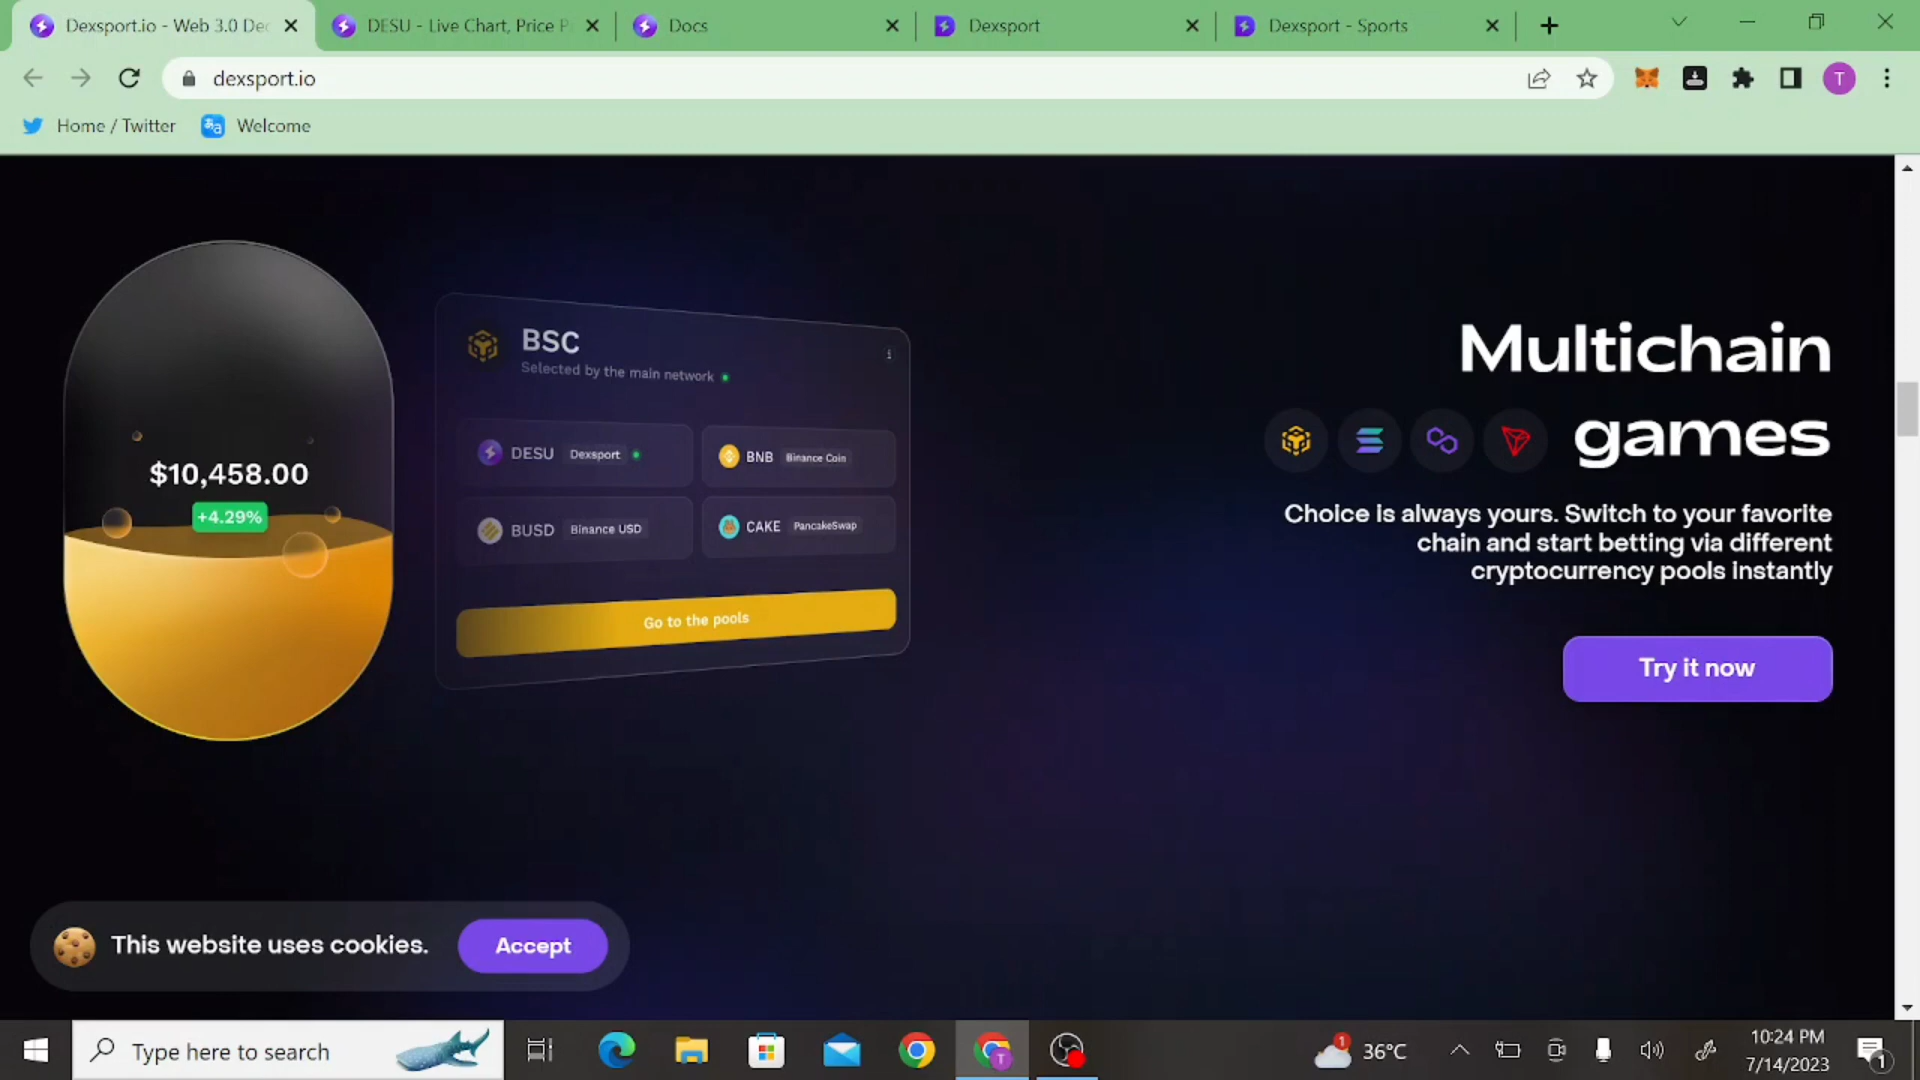 Dexsport.io - Web 3.0 Dec
DESU - Live Chart, Price P
Docs
Dexsport
Dexsport - Sports
dexsport.io
T
Home / Twitter
Welcome
$10,458.00
+4.29%
BSC
Selected by the main network
i
DESU Dexsport
BNB Binance Coin
BUSD Binance USD
CAKE PancakeSwap
Go to the pools
Multichain
games
Choice is always yours. Switch to your favorite
chain and start betting via different
cryptocurrency pools instantly
Try it now
This website uses cookies.
Accept
Type here to search
T
1
36°C
10:24 PM
7/14/2023
1